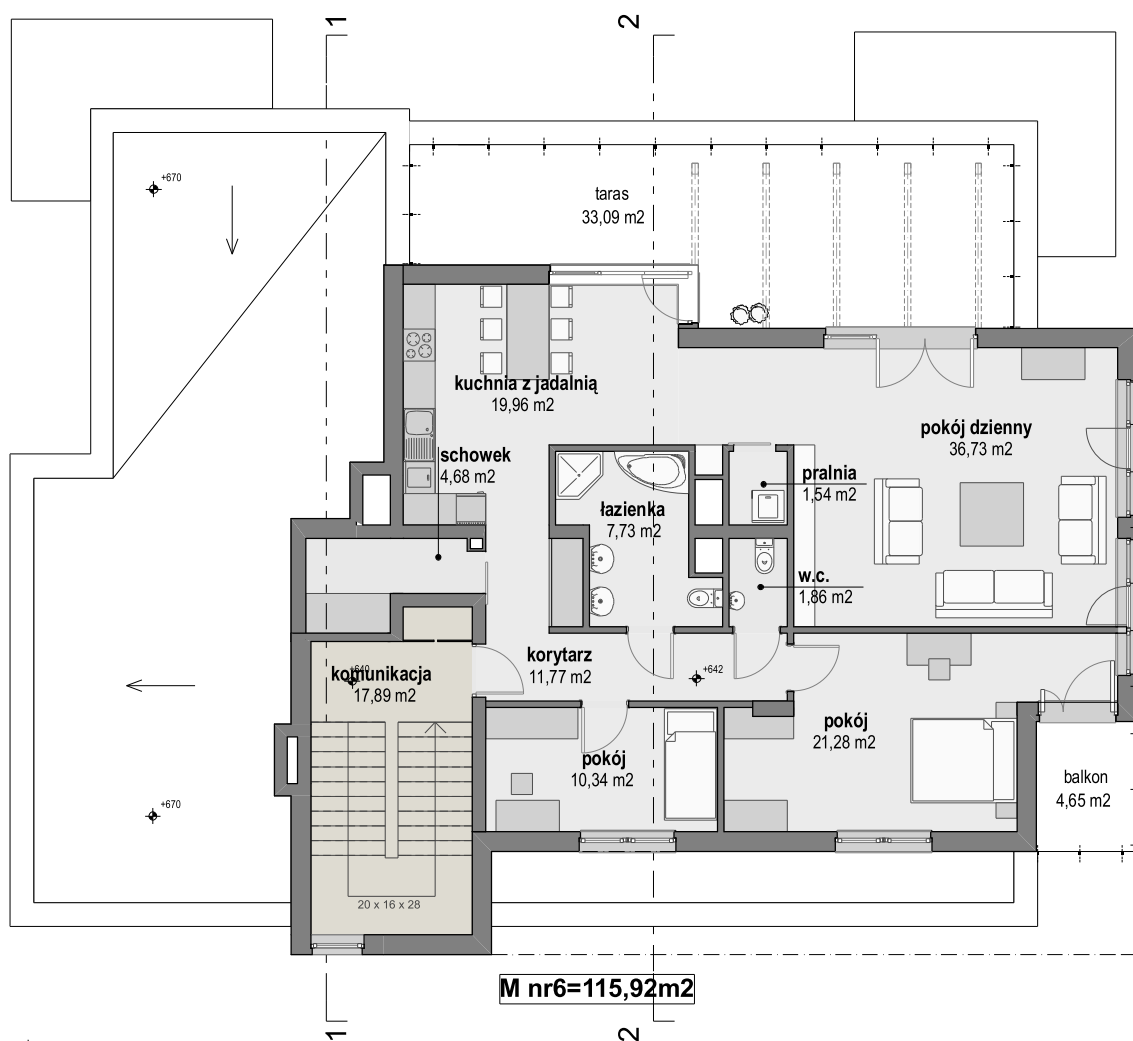 1
2
+670
taras
33,09 m2
kuchnia z jadalnią
19,96 m2
pokój dzienny
36,73 m2
schowek
4,68 m2
pralnia
1,54 m2
łazienka
7,73 m2
w.c.
1,86 m2
korytarz
11,77 m2
+642
+640
komunikacja
17,89 m2
pokój
21,28 m2
pokój
10,34 m2
balkon
4,65 m2
+670
20 x 16 x 28
M nr6=115,92m2
1
2